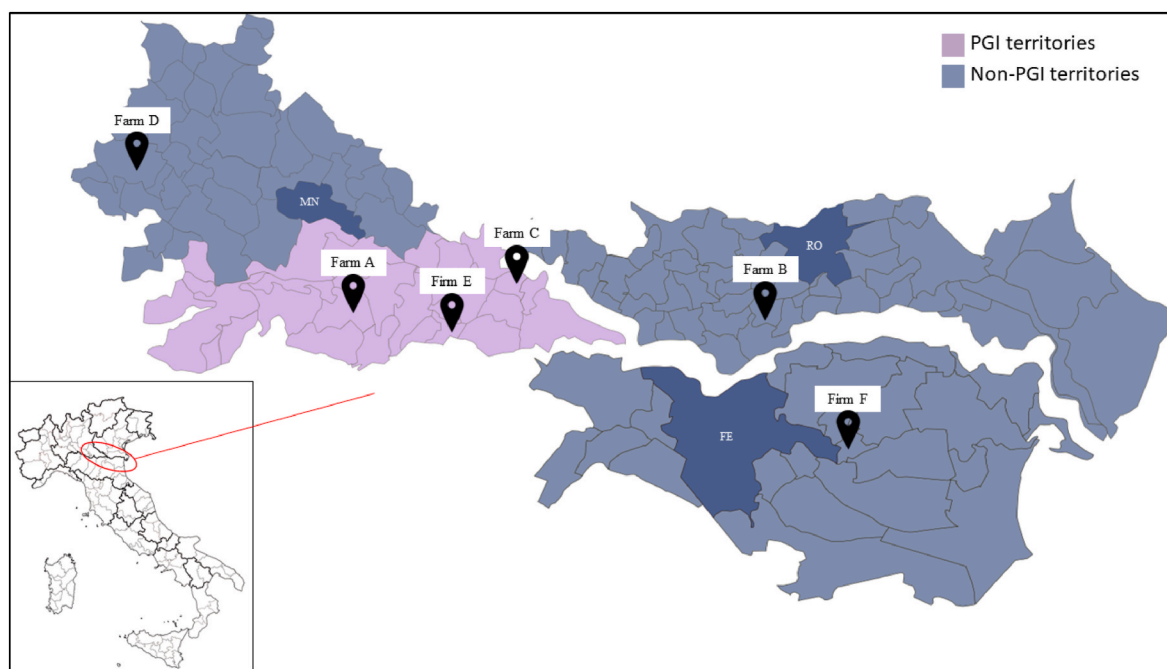 PGI territories
Non-PGI territories
Farm D
MN
Farm C
RO
Farm A
Firm E
Farm B
Firm F
FE